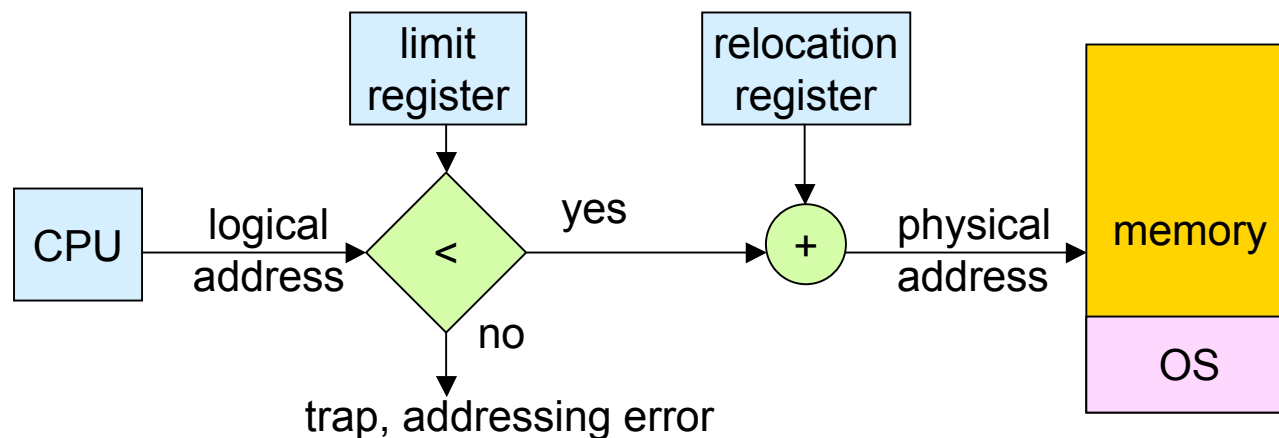 limit
register
relocation
register
CPU
logical
address
<
yes
no
trap, addressing error
+
physical
address
memory
OS